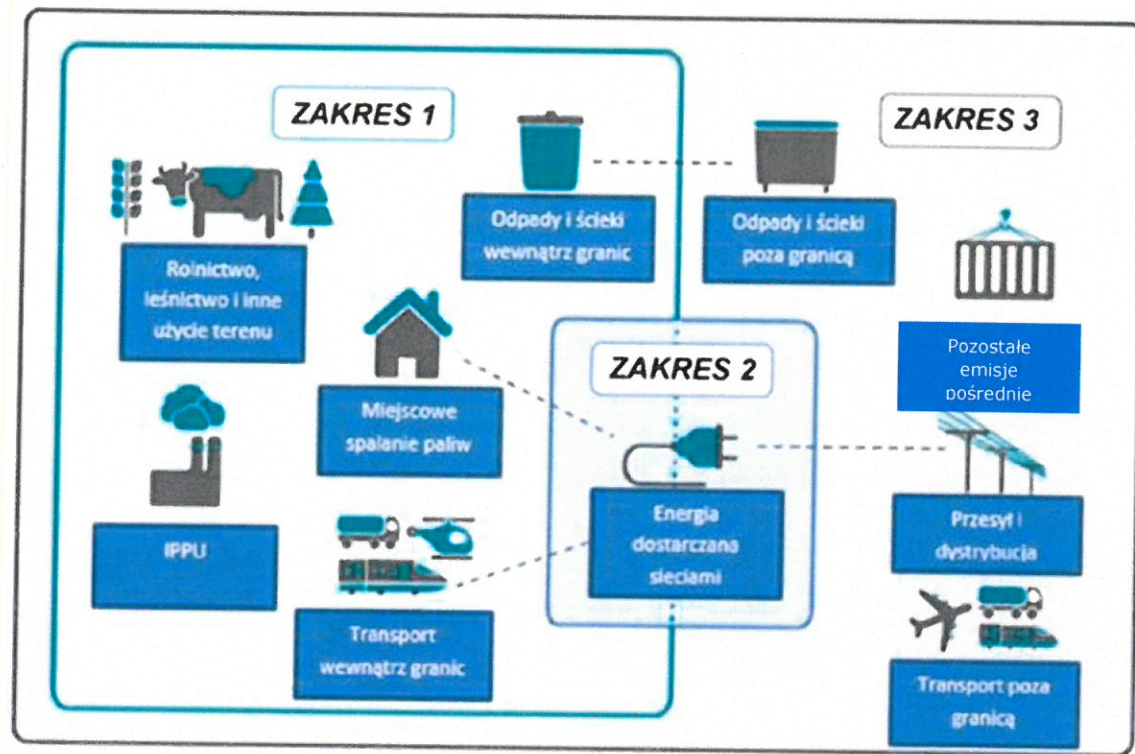 ZAKRES 1
ZAKRES 3
Odpady i ścieki
wewnątrz granic
Odpady i ścieki
poza granicą
Rolnictwo,
leśnictwo i inne
użycie terenu
Pozostałe
emisje
pośrednie
ZAKRES 2
Miejscowe
spalanie paliw
IPPU
Energia
dostarczana
sieciami
Przesył i
dystrybucja
Transport
wewnątrz granic
Transport poza
granicą